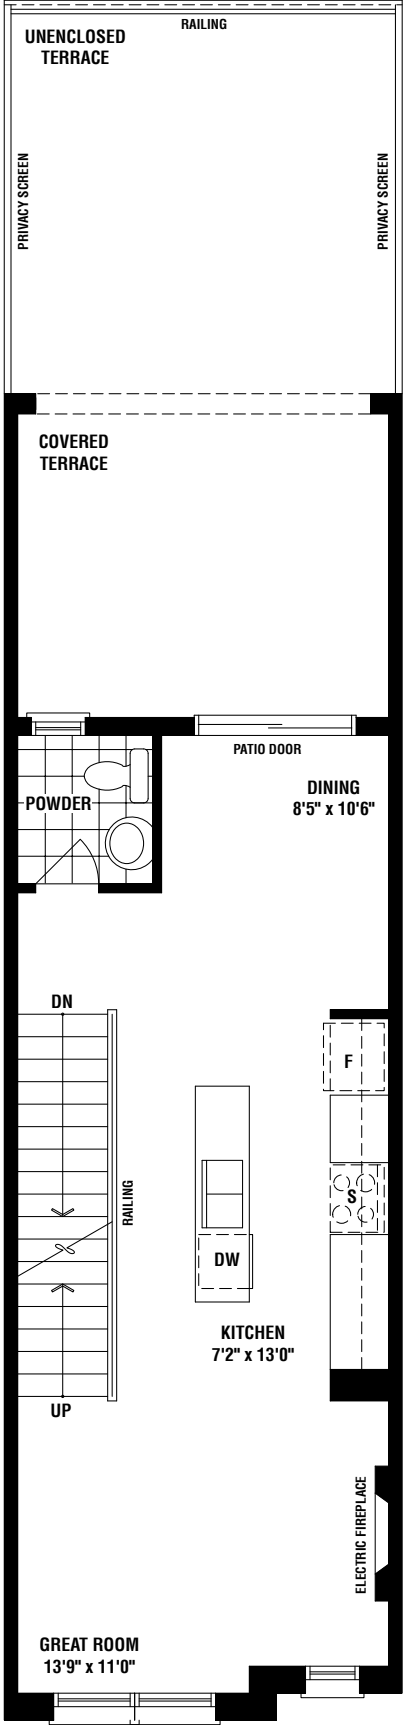 RAILING
UNENCLOSED
TERRACE
PRIVACY SCREEN
PRIVACY SCREEN
COVERED
TERRACE
PATIO DOOR
DINING
8'5" x 10'6"
POWDER
DN
F
RAILING
S
DW
KITCHEN
7'2" x 13'0"
UP
ELECTRIC FIREPLACE
GREAT ROOM
13'9" x 11'0"